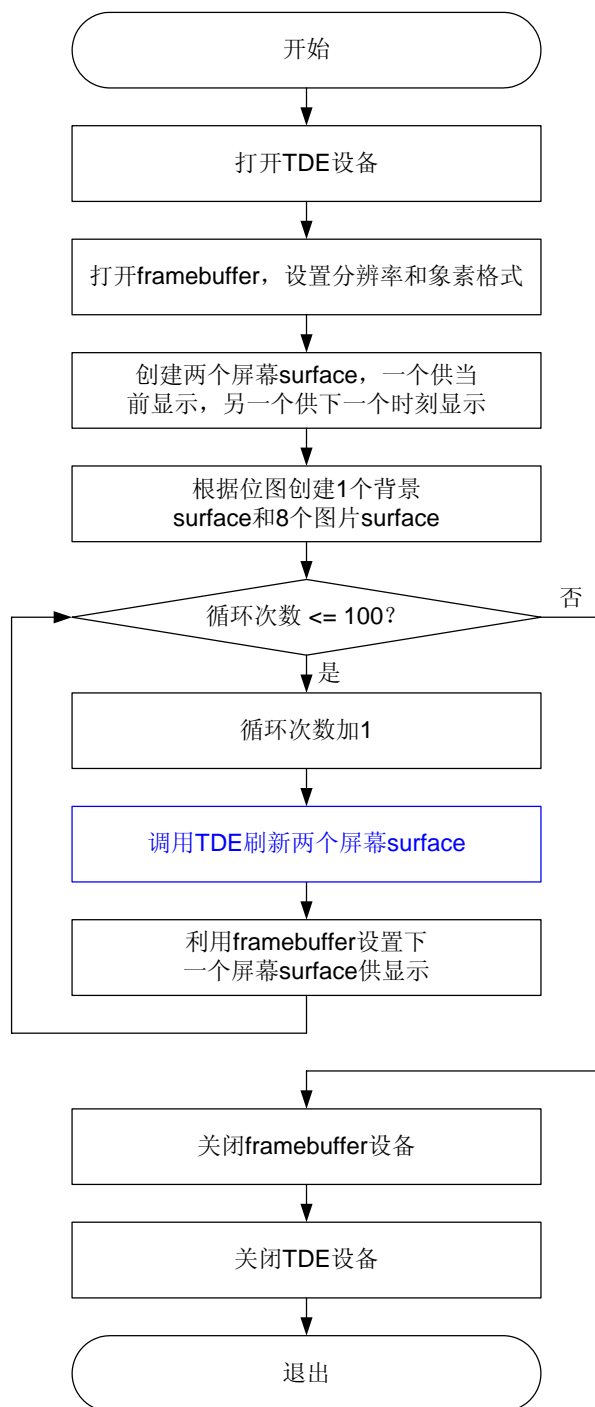 开始
打开TDE设备
打开framebuffer，设置分辨率和象素格式
创建两个屏幕surface，一个供当
前显示，另一个供下一个时刻显示
根据位图创建1个背景
surface和8个图片surface
循环次数 <= 100?
否
是
循环次数加1
调用TDE刷新两个屏幕surface
利用framebuffer设置下
一个屏幕surface供显示
关闭framebuffer设备
关闭TDE设备
退出